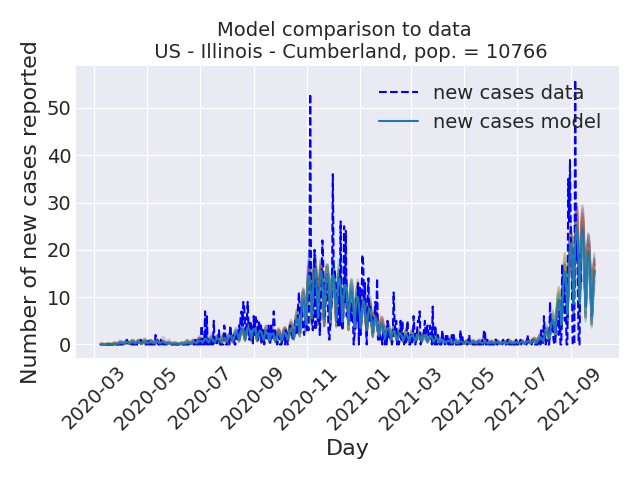 Model comparison to data
US - Illinois - Cumberland, pop. = 10766
Number of new cases reported
50
40
30
20
10
0
new cases data
new cases model
2020-03
2020-05
2020-07
2020-09
2020-11
2021-01
2021-03
2021-05
2021-07
2021-09
Day